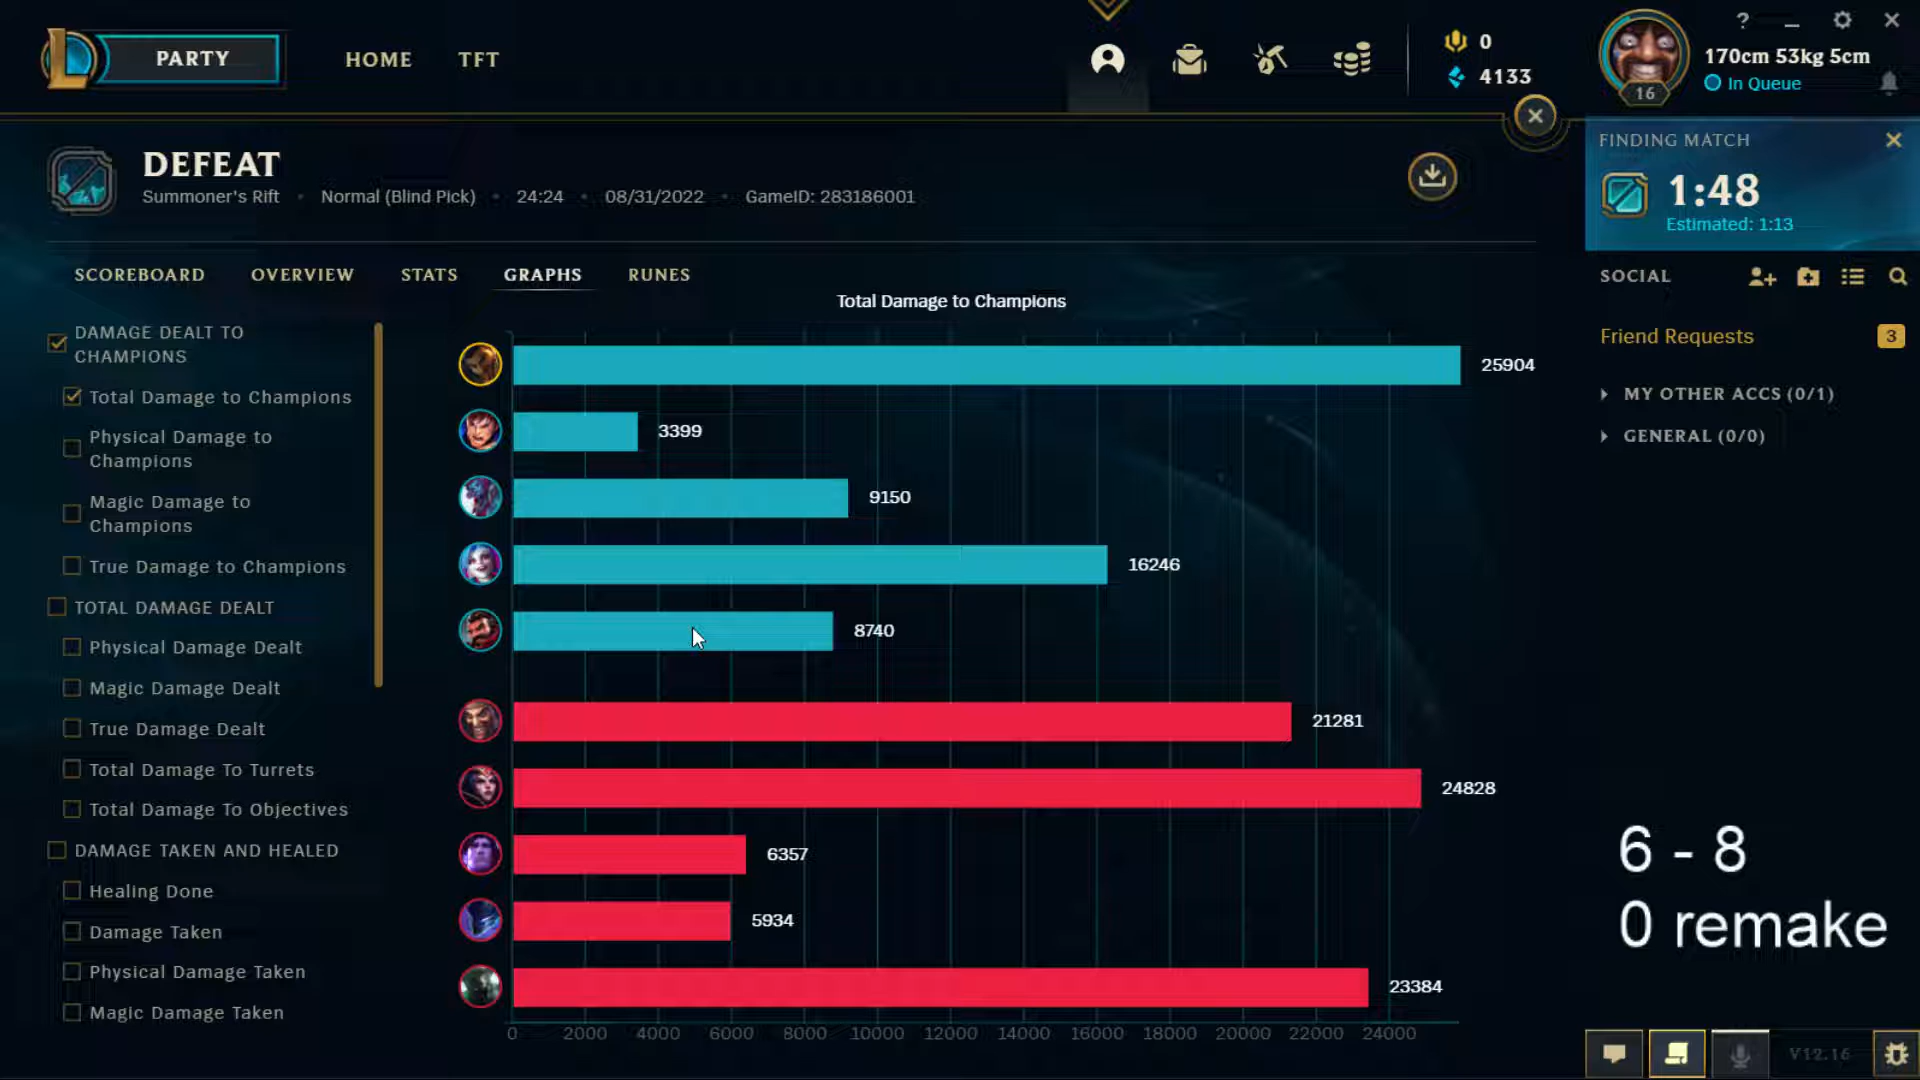 PARTY
HOME
TFT
0
4133
?
170cm 53kg 5cm
In Queue
16
FINDING MATCH
1:48
Estimated: 1:13
DEFEAT
Summoner's Rift • Normal (Blind Pick) • 24:24 • 08/31/2022 • GameID: 283186001
SCOREBOARD
OVERVIEW
STATS
GRAPHS
RUNES
SOCIAL
Friend Requests
3
MY OTHER ACCS (0/1)
GENERAL (0/0)
DAMAGE DEALT TO
CHAMPIONS
Total Damage to Champions
Physical Damage to
Champions
Magic Damage to
Champions
True Damage to Champions
TOTAL DAMAGE DEALT
Physical Damage Dealt
Magic Damage Dealt
True Damage Dealt
Total Damage To Turrets
Total Damage To Objectives
DAMAGE TAKEN AND HEALED
Healing Done
Damage Taken
Physical Damage Taken
Magic Damage Taken
Total Damage to Champions
25904
3399
9150
16246
8740
21281
24828
6357
5934
23384
0 2000 4000 6000 8000 10000 12000 14000 16000 18000 20000 22000 24000
6 - 8
0 remake
V12.16